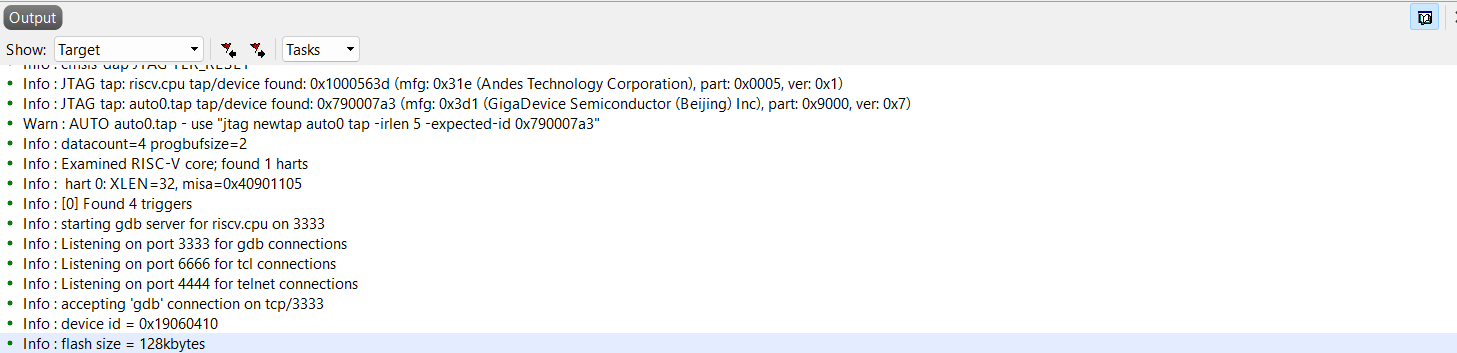 Output
Show: Target Tasks
Info : JTAG tap: riscv.cpu tap/device found: 0x1000563d (mfg: 0x31e (Andes Technology Corporation), part: 0x0005, ver: 0x1)
Info : JTAG tap: auto0.tap tap/device found: 0x790007a3 (mfg: 0x3d1 (GigaDevice Semiconductor (Beijing) Inc), part: 0x9000, ver: 0x7)
Warn : AUTO auto0.tap - use "jtag newtap auto0 tap -irlen 5 -expected-id 0x790007a3"
Info : datacount=4 progbufsize=2
Info : Examined RISC-V core; found 1 harts
Info :  hart 0: XLEN=32, misa=0x40901105
Info : [0] Found 4 triggers
Info : starting gdb server for riscv.cpu on 3333
Info : Listening on port 3333 for gdb connections
Info : Listening on port 6666 for tcl connections
Info : Listening on port 4444 for telnet connections
Info : accepting 'gdb' connection on tcp/3333
Info : device id = 0x19060410
Info : flash size = 128kbytes